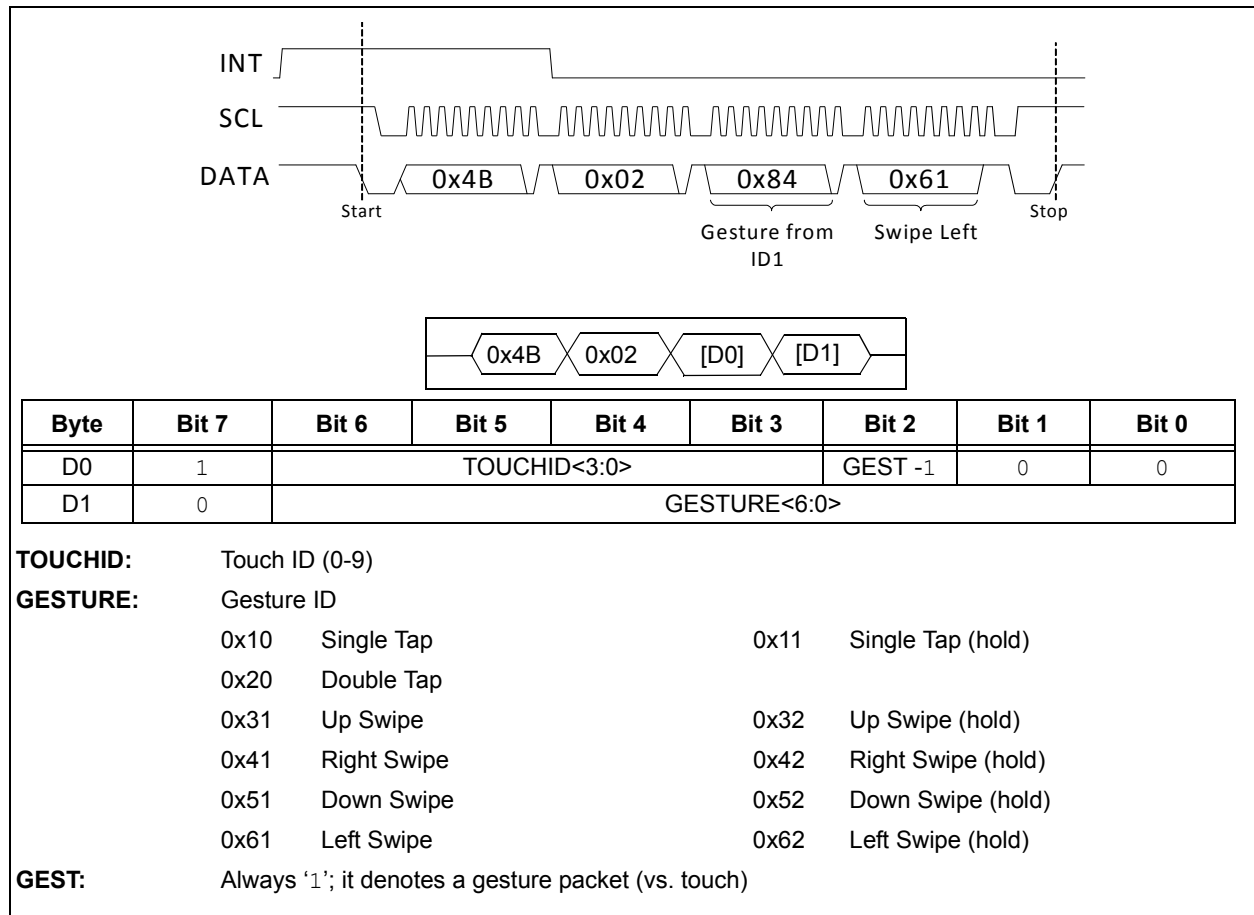 INT
SCL
DATA
0x4B 0x02 0x84 0x61
Start Stop
Gesture from Swipe Left
ID1
0x4B 0x02 [D0] [D1]
Byte Bit 7 Bit 6 Bit 5 Bit 4 Bit 3 Bit 2 Bit 1 Bit 0
D0 1 TOUCHID<3:0> GEST -1 0 0
D1 0 GESTURE<6:0>
TOUCHID: Touch ID (0-9)
GESTURE: Gesture ID
0x10 Single Tap 0x11 Single Tap (hold)
0x20 Double Tap
0x31 Up Swipe 0x32 Up Swipe (hold)
0x41 Right Swipe 0x42 Right Swipe (hold)
0x51 Down Swipe 0x52 Down Swipe (hold)
0x61 Left Swipe 0x62 Left Swipe (hold)
GEST: Always ‘1’; it denotes a gesture packet (vs. touch)